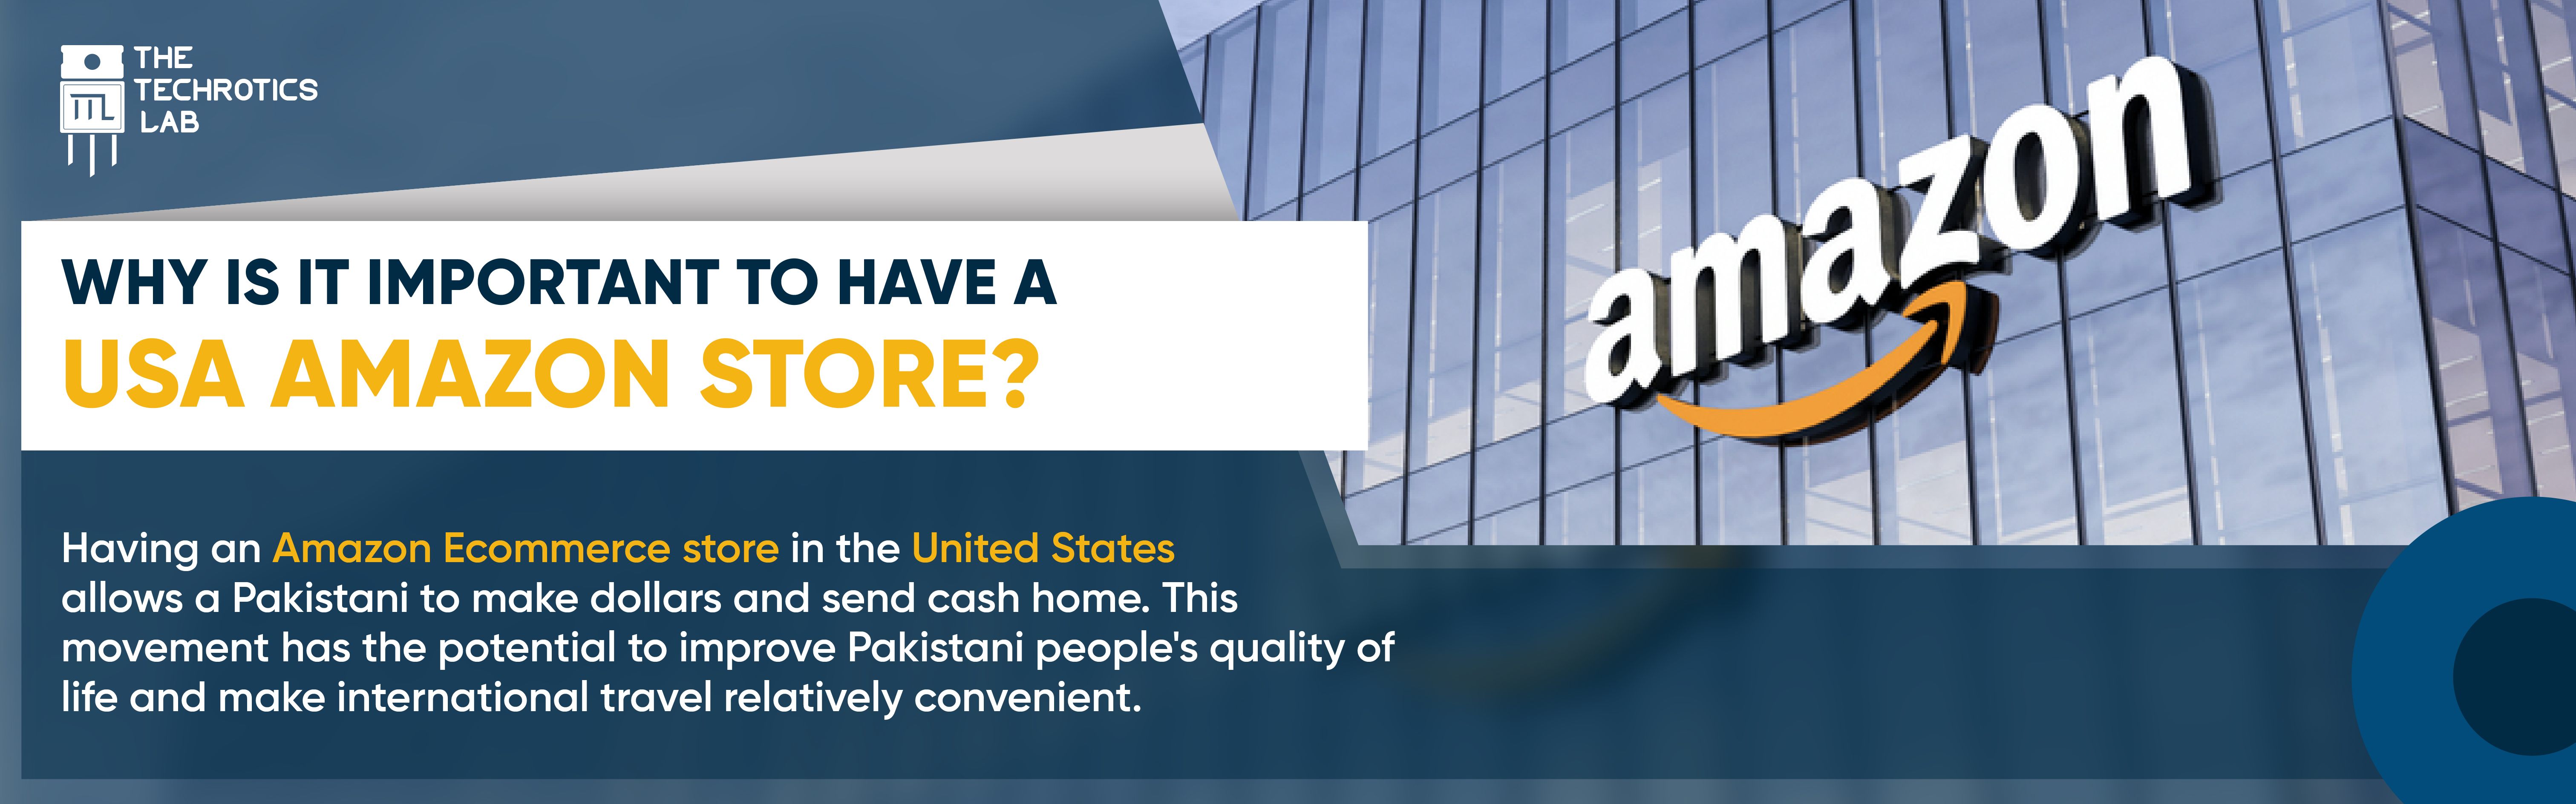 THE
TECHROTICS
LAB
TTL
WHY IS IT IMPORTANT TO HAVE A
USA AMAZON STORE?
amazon
Having an Amazon Ecommerce store in the United States
allows a Pakistani to make dollars and send cash home. This
movement has the potential to improve Pakistani people's quality of
life and make international travel relatively convenient.